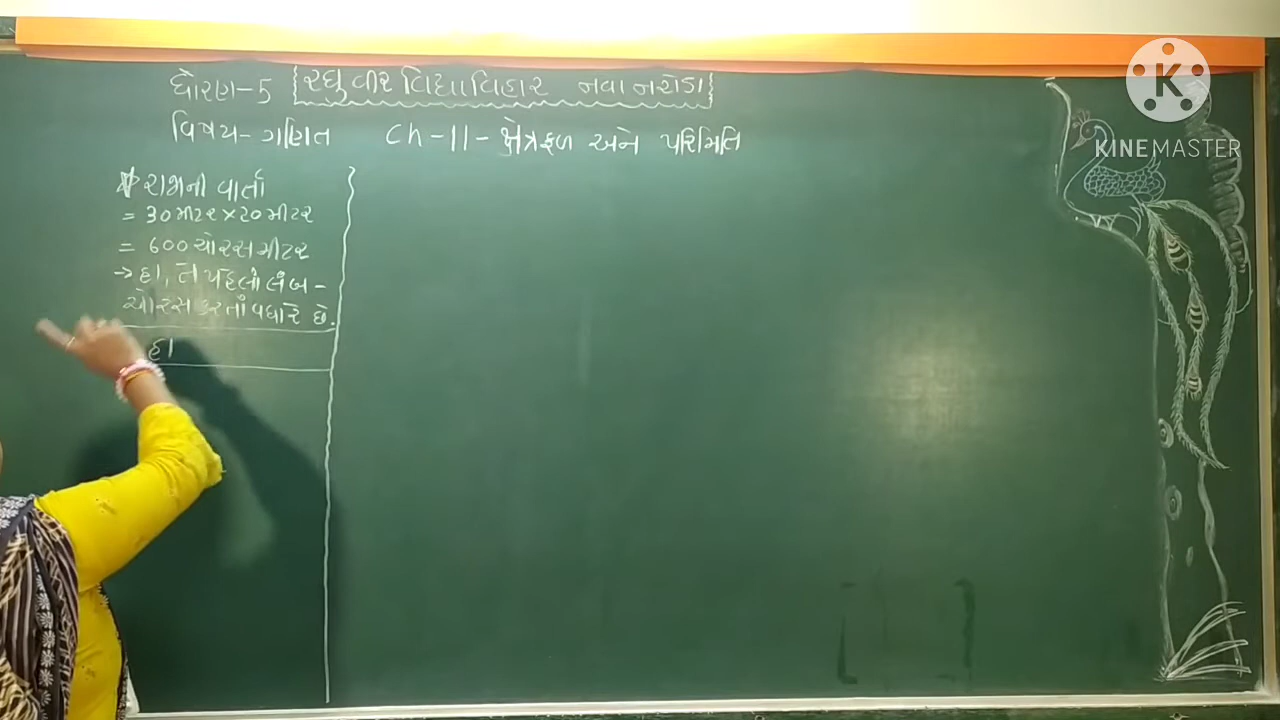 ધોરણ-5 {રઘુવીર વિદ્યાવિહાર નવા નરોડા}
વિષય-ગણિત Ch-11-ક્ષેત્રફળ અને પરિમિતિ
રાજાની વાર્તા
= 30 મીટર × 20 મીટર
= 600 ચોરસ મીટર
→ હા, તે પહેલાં લંબ-
ચોરસ કરતાં વધારે છે.
હા
K
KINEMASTER